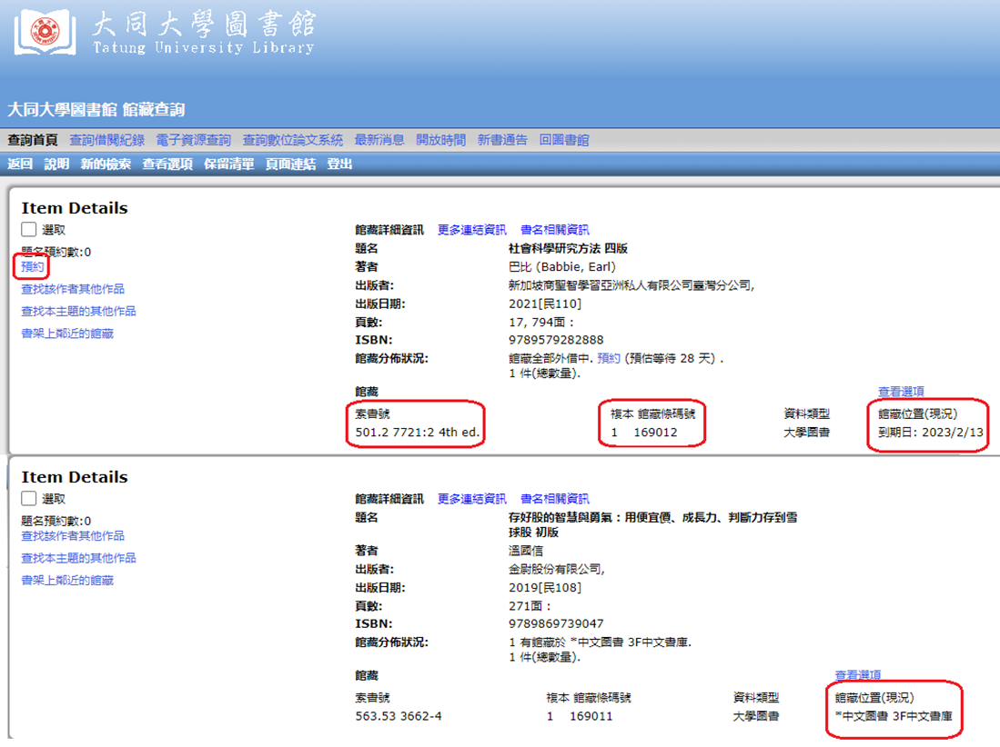 大同大學圖書館
Tatung University Library
大同大學圖書館 館藏查詢
查詢首頁 查詢借閱紀錄 電子資源查詢 查詢數位論文系統 最新消息 開放時間 新書通告 回圖書館
返回 說明 新的檢索 查看選項 保留清單 頁面連結 登出
Item Details
選取
題名預約數:0
預約
查找該作者其他作品
查找本主題的其他作品
書架上鄰近的館藏
館藏詳細資訊 更多連結資訊 書名相關資訊
題名 社會科學研究方法 四版
著者 巴比 (Babbie, Earl)
出版者: 新加坡商聖智學習亞洲私人有限公司臺灣分公司,
出版日期: 2021[民110]
頁數: 17, 794面 :
ISBN: 9789579282888
館藏分佈狀況: 館藏全部外借中. 預約 (預估等待 28 天) .
1 件(總數量).
館藏 查看選項
索書號 複本 館藏條碼號 資料類型 館藏位置(現況)
501.2 7721:2 4th ed. 1 169012 大學圖書 到期日: 2023/2/13
Item Details
選取
題名預約數:0
查找該作者其他作品
查找本主題的其他作品
書架上鄰近的館藏
館藏詳細資訊 更多連結資訊 書名相關資訊
題名 存好股的智慧與勇氣 : 用便宜價、成長力、判斷力存到雪
球股 初版
著者 溫國信
出版者: 金尉股份有限公司,
出版日期: 2019[民108]
頁數: 271面 :
ISBN: 9789869739047
館藏分佈狀況: 1 有館藏於 *中文圖書 3F中文書庫.
1 件(總數量).
館藏 查看選項
索書號 複本 館藏條碼號 資料類型 館藏位置(現況)
563.53 3662-4 1 169011 大學圖書 *中文圖書 3F中文書庫